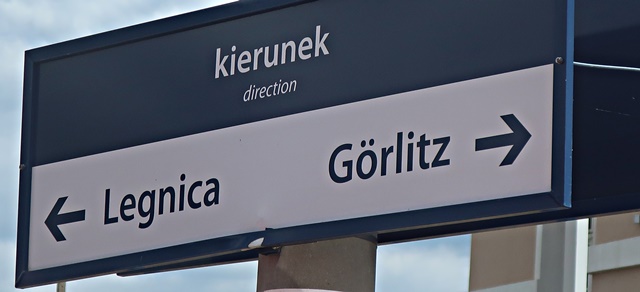 kierunek
direction
← Legnica
Görlitz →